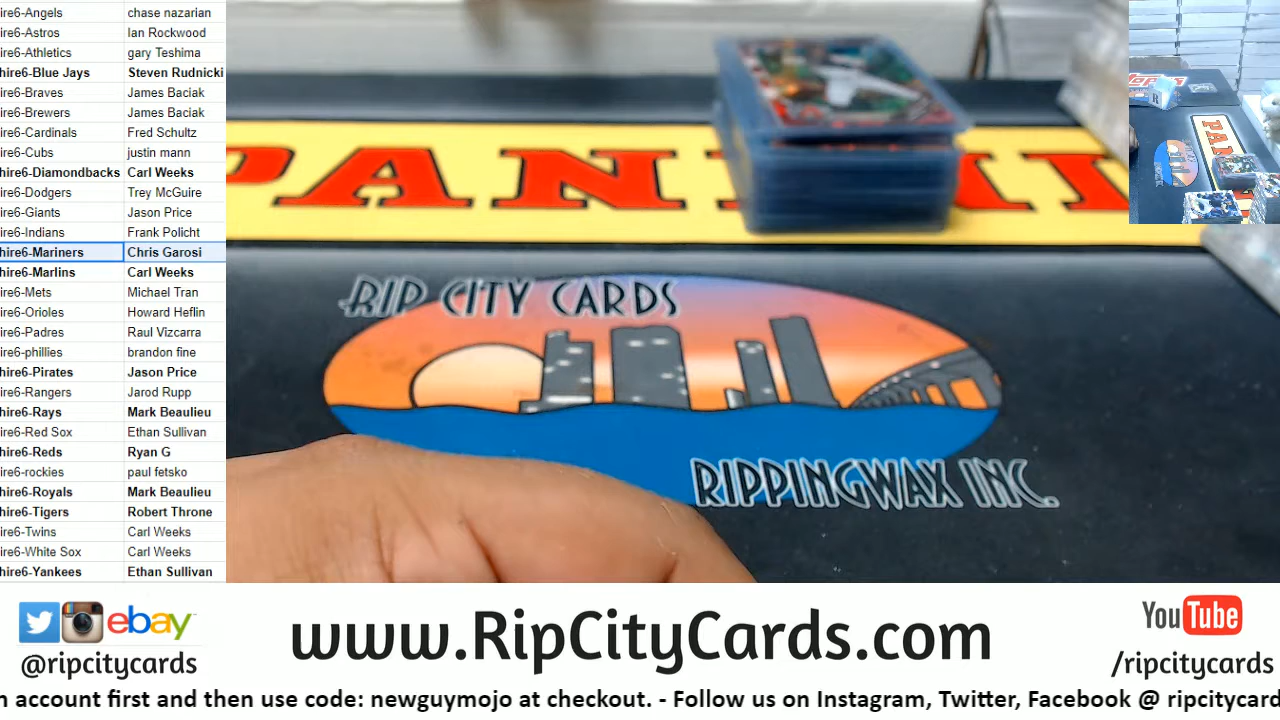 ire6-Angels chase nazarian
ire6-Astros Ian Rockwood
ire6-Athletics gary Teshima
hire6-Blue Jays Steven Rudnicki
ire6-Braves James Baciak
ire6-Brewers James Baciak
ire6-Cardinals Fred Schultz
ire6-Cubs justin mann
hire6-Diamondbacks Carl Weeks
ire6-Dodgers Trey McGuire
ire6-Giants Jason Price
ire6-Indians Frank Policht
hire6-Mariners Chris Garosi
hire6-Marlins Carl Weeks
ire6-Mets Michael Tran
ire6-Orioles Howard Heflin
ire6-Padres Raul Vizcarra
ire6-phillies brandon fine
hire6-Pirates Jason Price
ire6-Rangers Jarod Rupp
hire6-Rays Mark Beaulieu
ire6-Red Sox Ethan Sullivan
hire6-Reds Ryan G
ire6-rockies paul fetsko
hire6-Royals Mark Beaulieu
hire6-Tigers Robert Throne
ire6-Twins Carl Weeks
ire6-White Sox Carl Weeks
hire6-Yankees Ethan Sullivan
PANINI
RIP CITY CARDS
RIPPINGWAX INC.
ebay
@ripcitycards
www.RipCityCards.com
YouTube
/ripcitycards
n account first and then use code: newguymojo at checkout. - Follow us on Instagram, Twitter, Facebook @ ripcitycard